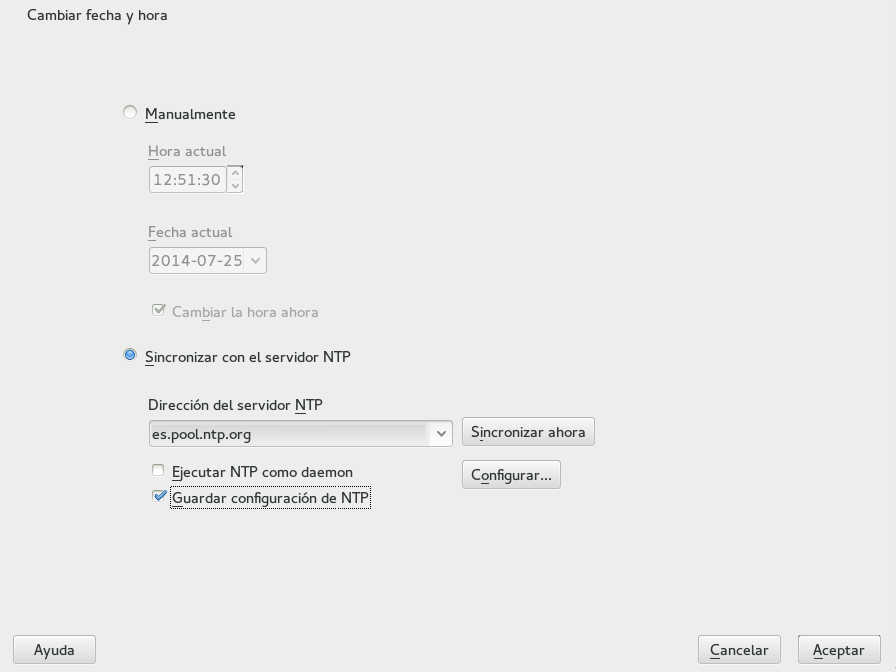 Cambiar fecha y hora
Manualmente
Hora actual
12:51:30
Fecha actual
2014-07-25
Cambiar la hora ahora
Sincronizar con el servidor NTP
Dirección del servidor NTP
es.pool.ntp.org
Sincronizar ahora
Ejecutar NTP como daemon
Configurar...
Guardar configuración de NTP
Ayuda
Cancelar
Aceptar